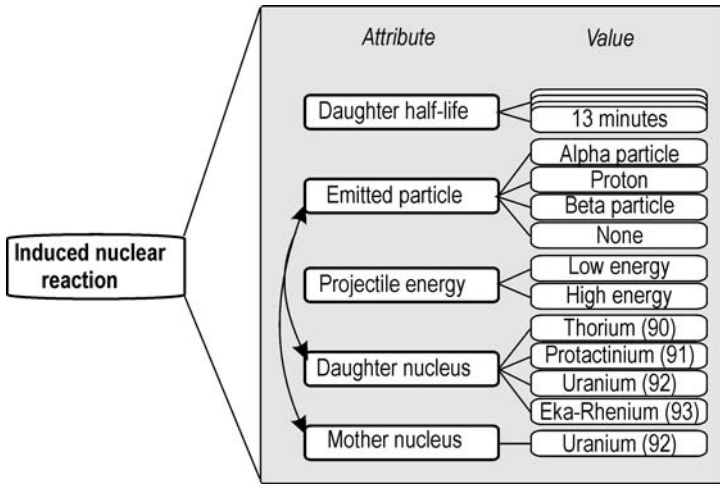 Attribute Value
Daughter half-life
13 minutes
Emitted particle
Alpha particle
Proton
Beta particle
None
Induced nuclear
reaction
Projectile energy
Low energy
High energy
Daughter nucleus
Thorium (90)
Protactinium (91)
Uranium (92)
Eka-Rhenium (93)
Mother nucleus
Uranium (92)